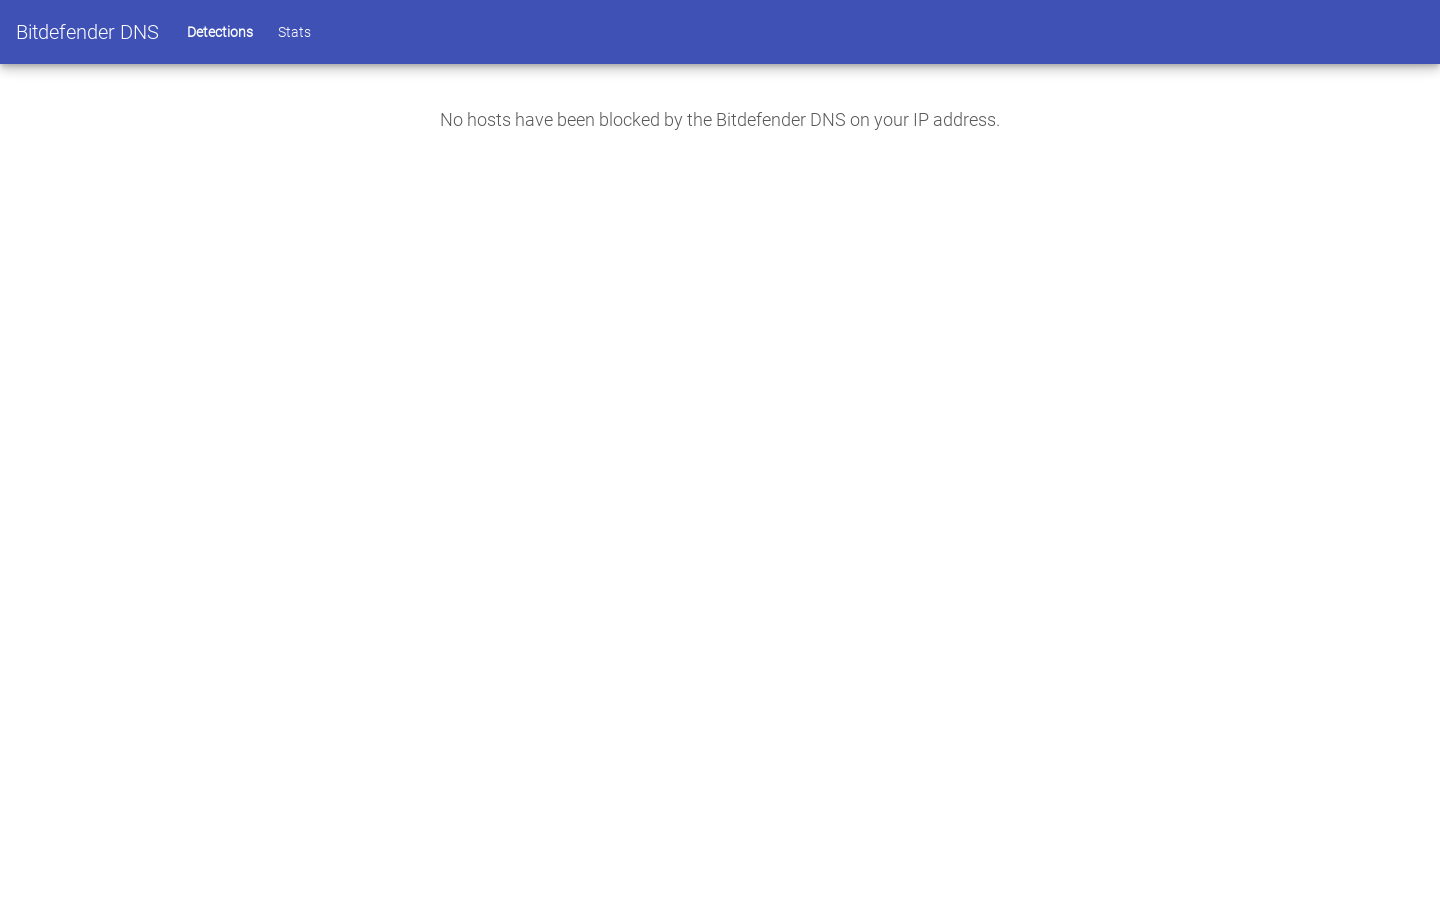 Bitdefender DNS
Detections
Stats
No hosts have been blocked by the Bitdefender DNS on your IP address.